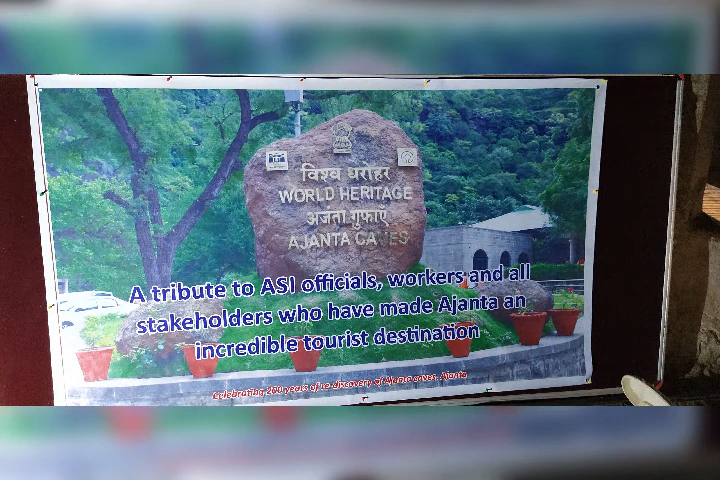 विश्व धरोहर
WORLD HERITAGE
अजंता गुफाएं
AJANTA CAVES
A tribute to ASI officials, workers and all
stakeholders who have made Ajanta an
incredible tourist destination
Celebrating 200 years of re discovery of Ajanta caves, Ajanta